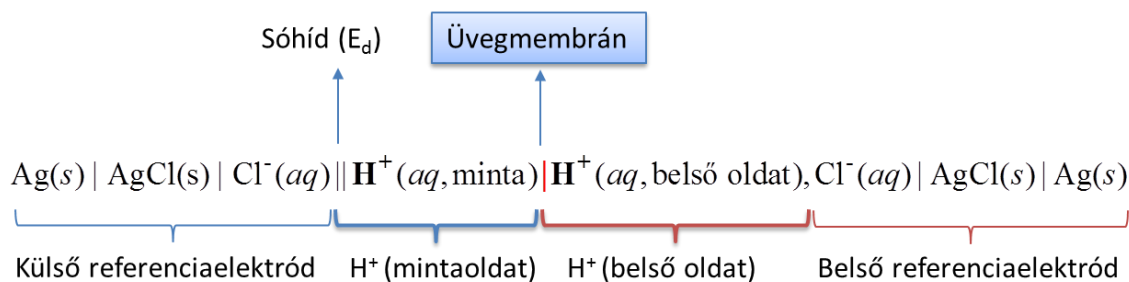 Sóhíd (E_d) Üvegmembrán
Ag(s) | AgCl(s) | Cl⁻(aq) || H⁺(aq, minta) | H⁺(aq, belső oldat), Cl⁻(aq) | AgCl(s) | Ag(s)
Külső referenciaelektród H⁺ (mintaoldat) H⁺ (belső oldat) Belső referenciaelektród